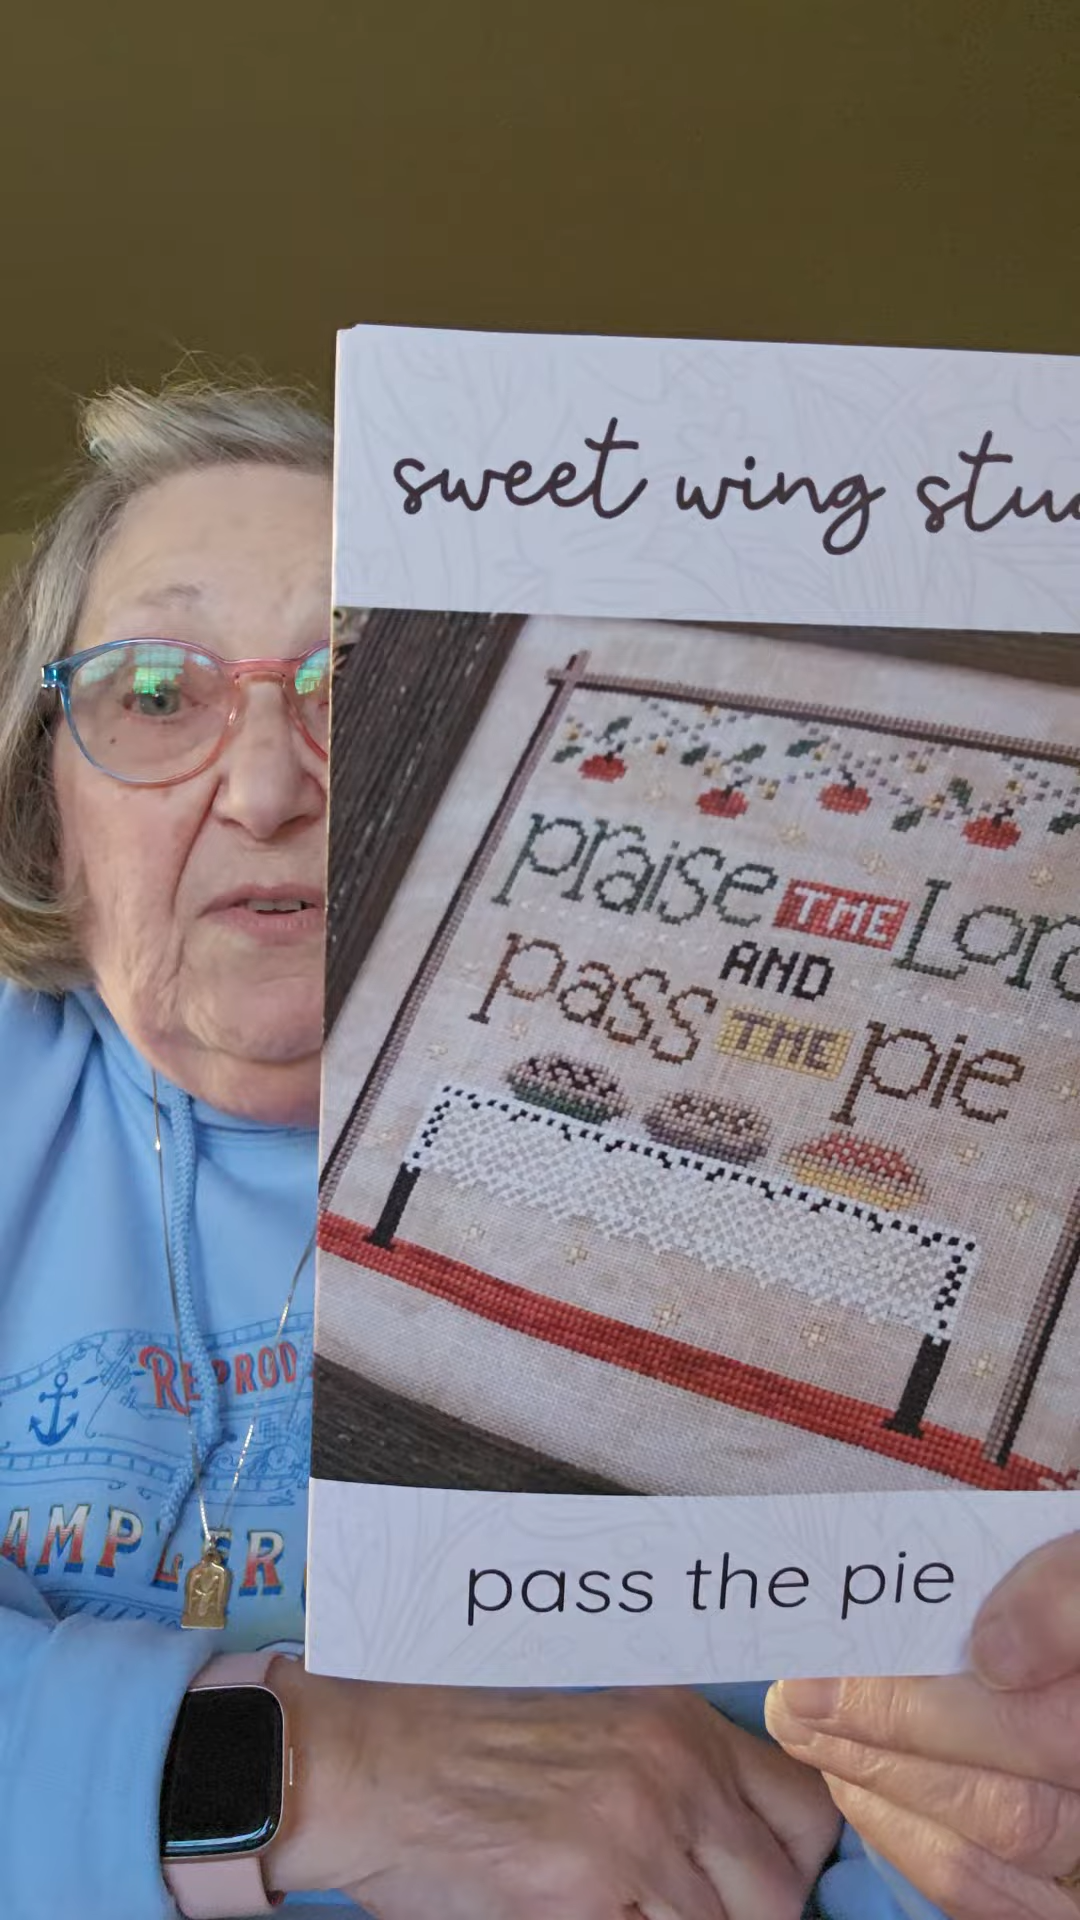 sweet wing stu
praise THE Lord
AND
pass THE pie
pass the pie
REPROD
AMPLER